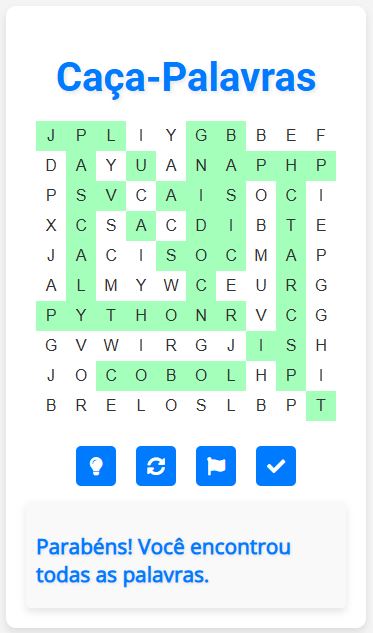 Caça-Palavras
J P L I Y G B B E F
D A Y U A N A P H P
P S V C A I S O C I
X C S A C D I B T E
J A C I S O C M A P
A L M Y W C E U R G
P Y T H O N R V C G
G V W I R G J I S H
J O C O B O L H P I
B R E L O S L B P T
Parabéns! Você encontrou
todas as palavras.